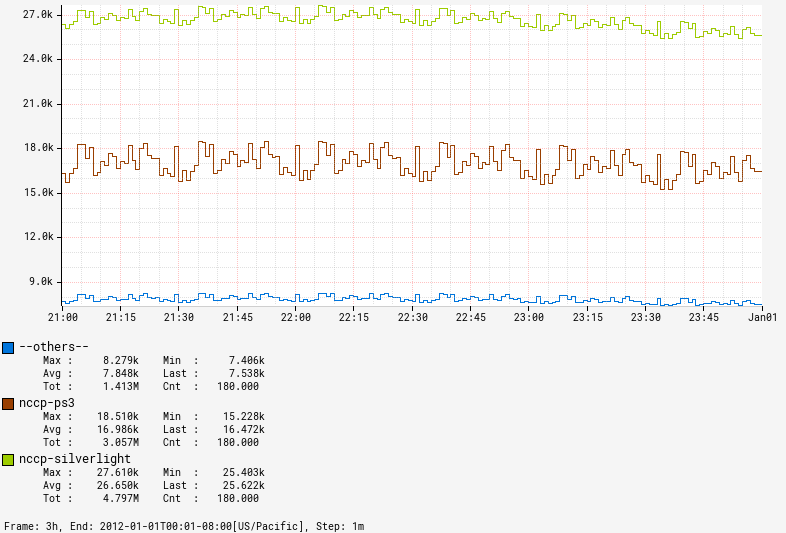 27.0k
24.0k
21.0k
18.0k
15.0k
12.0k
9.0k
21:00 21:15 21:30 21:45 22:00 22:15 22:30 22:45 23:00 23:15 23:30 23:45 Jan01
--others--
Max : 8.279k Min : 7.406k
Avg : 7.848k Last : 7.538k
Tot : 1.413M Cnt : 180.000
nccp-ps3
Max : 18.510k Min : 15.228k
Avg : 16.986k Last : 16.472k
Tot : 3.057M Cnt : 180.000
nccp-silverlight
Max : 27.610k Min : 25.403k
Avg : 26.650k Last : 25.622k
Tot : 4.797M Cnt : 180.000
Frame: 3h, End: 2012-01-01T00:01-08:00[US/Pacific], Step: 1m